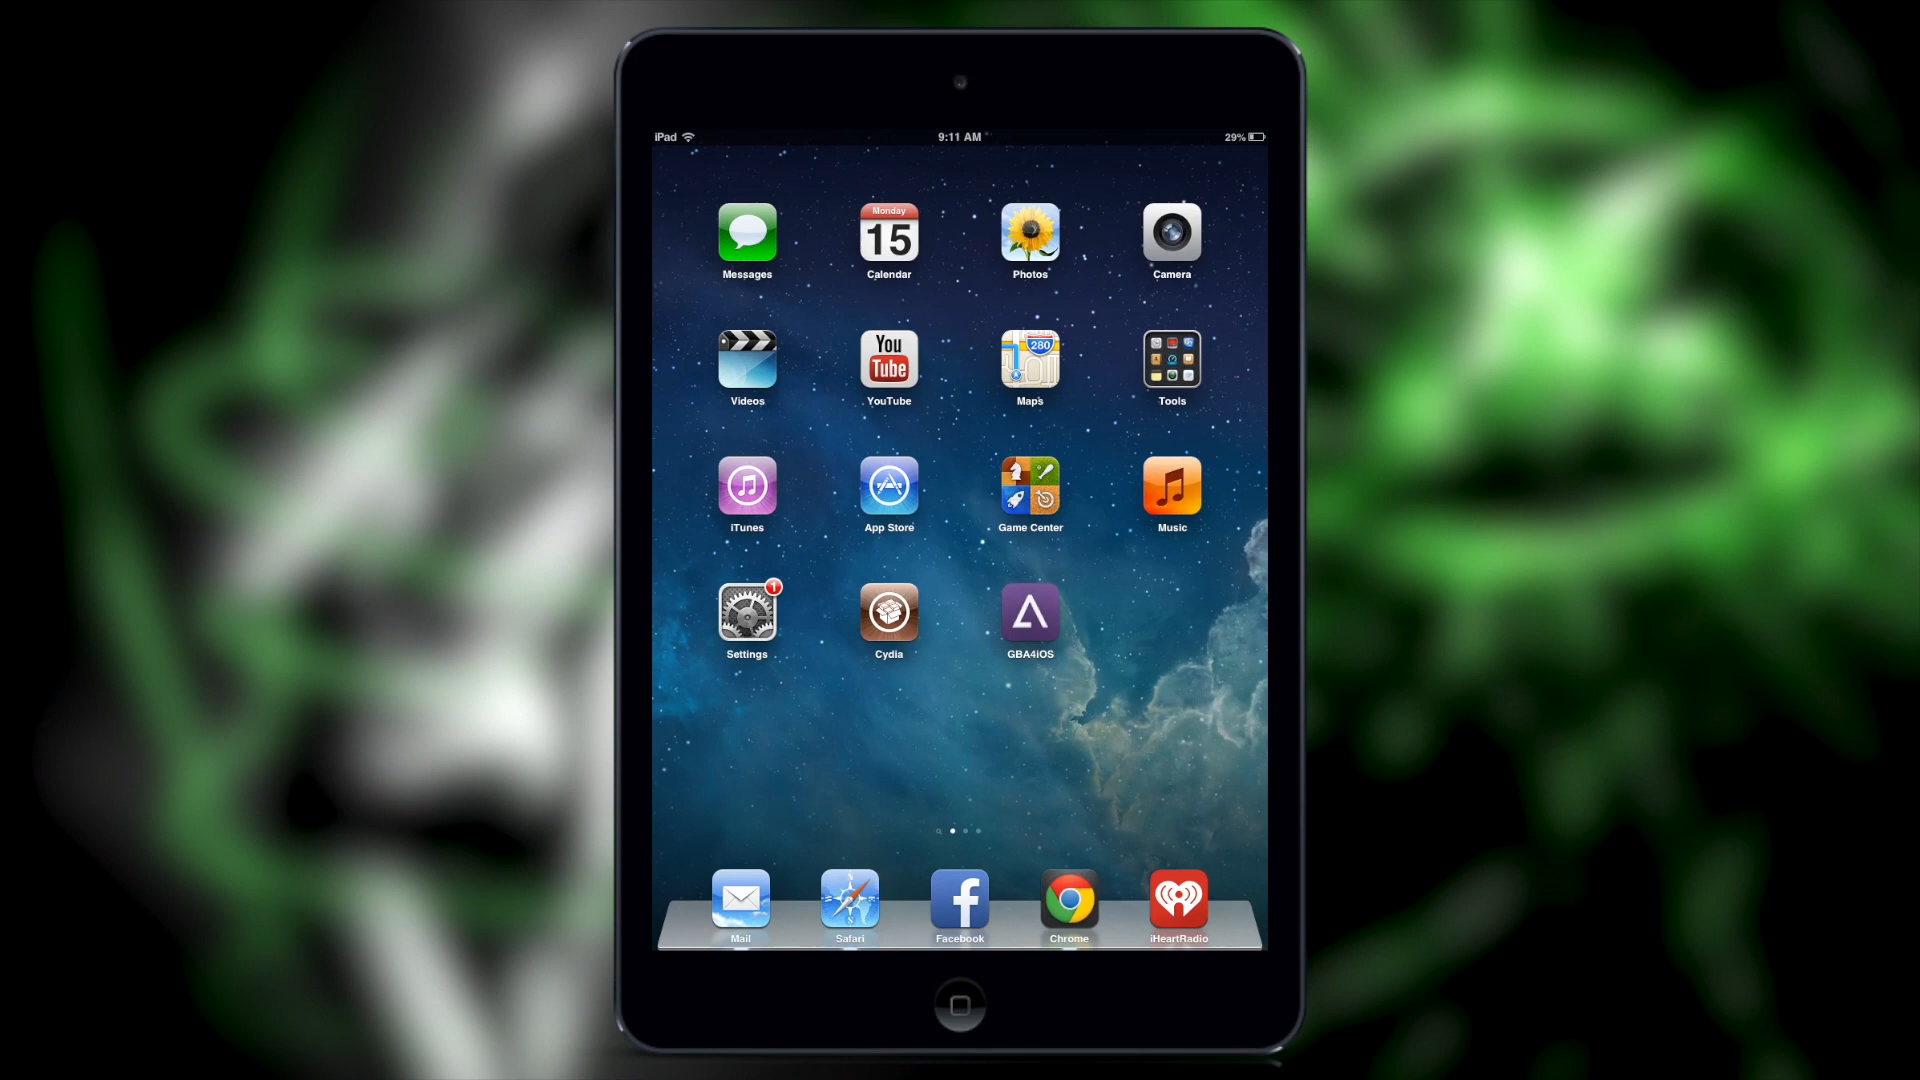 iPad 9:11 AM 29%
Monday
15
Messages Calendar Photos Camera
You
Tube
280
Videos YouTube Maps Tools
iTunes App Store Game Center Music
1
Settings Cydia GBA4iOS
Mail Safari Facebook Chrome iHeartRadio